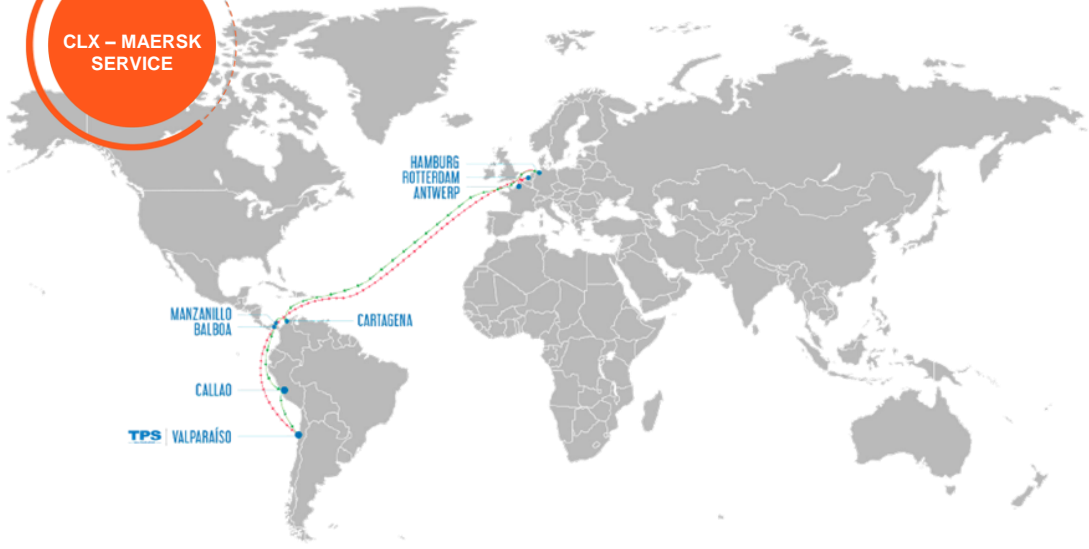 CLX – MAERSK
SERVICE
HAMBURG
ROTTERDAM
ANTWERP
MANZANILLO
BALBOA
CARTAGENA
CALLAO
TPS VALPARAÍSO